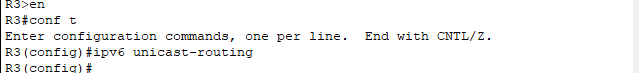 R3>en
R3#conf t
Enter configuration commands, one per line.  End with CNTL/Z.
R3(config)#ipv6 unicast-routing
R3(config)#